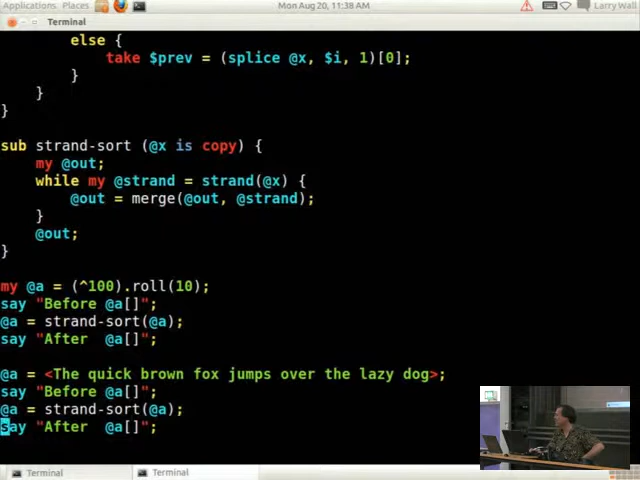 Applications Places
Mon Aug 20, 11:38 AM
Larry Wall
Terminal
else {
take $prev = (splice @x, $i, 1)[0];
}
}
}
sub strand-sort (@x is copy) {
my @out;
while my @strand = strand(@x) {
@out = merge(@out, @strand);
}
@out;
}
my @a = (^100).roll(10);
say "Before @a[]";
@a = strand-sort(@a);
say "After  @a[]";
@a = <The quick brown fox jumps over the lazy dog>;
say "Before @a[]";
@a = strand-sort(@a);
say "After  @a[]";
Terminal
Terminal